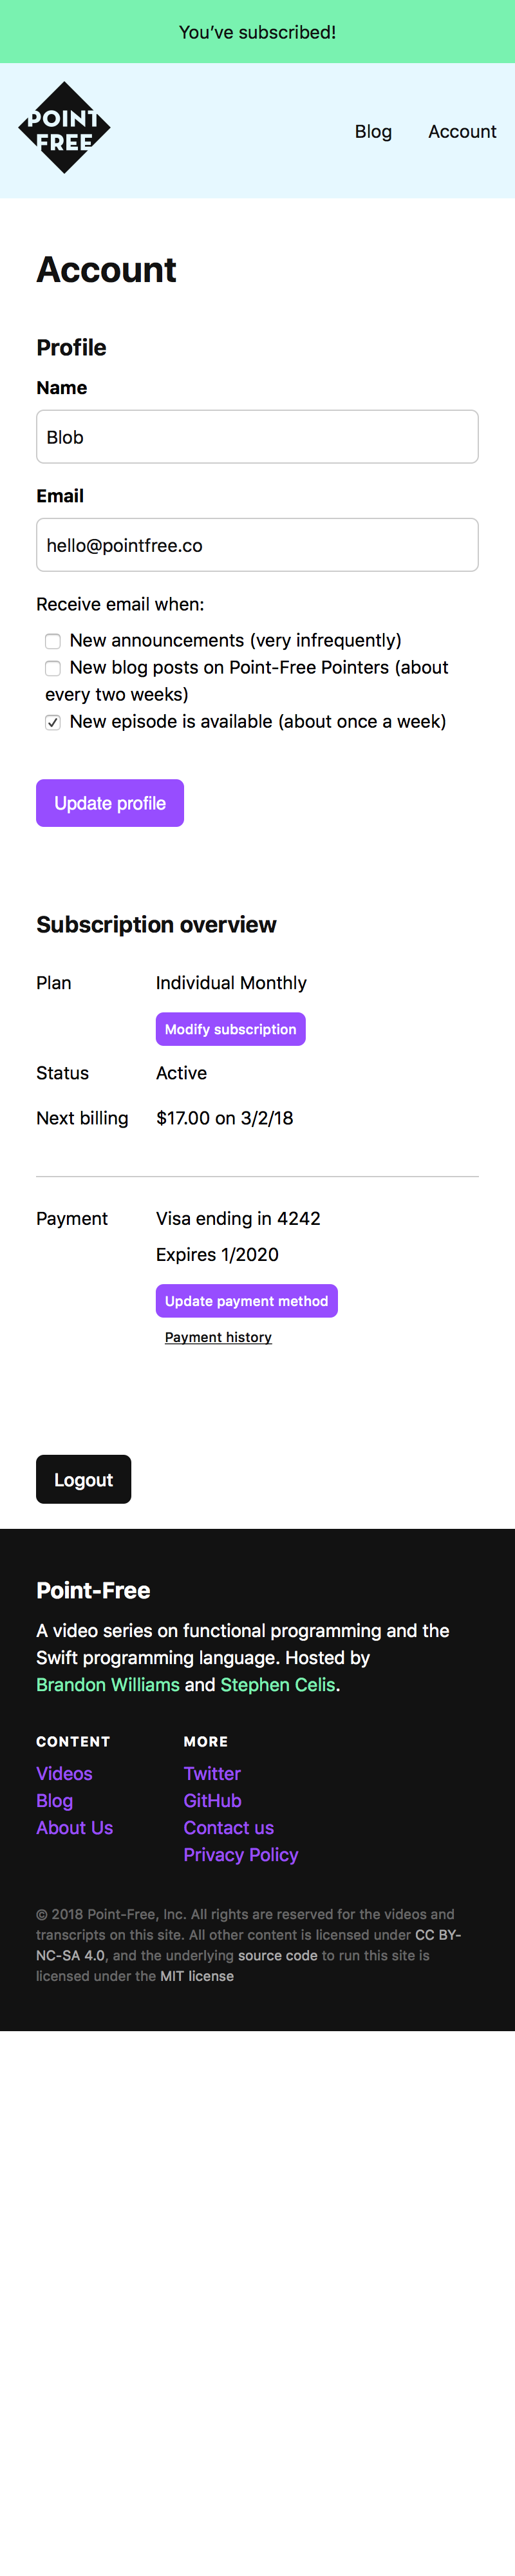 You’ve subscribed!
POINT
FREE
Blog
Account
Account
Profile
Name
Blob
Email
hello@pointfree.co
Receive email when:
New announcements (very infrequently)
New blog posts on Point-Free Pointers (about
every two weeks)
New episode is available (about once a week)
Update profile
Subscription overview
Plan
Individual Monthly
Modify subscription
Status
Active
Next billing
$17.00 on 3/2/18
Payment
Visa ending in 4242
Expires 1/2020
Update payment method
Payment history
Logout
Point-Free
A video series on functional programming and the
Swift programming language. Hosted by
Brandon Williams and Stephen Celis.
CONTENT
Videos
Blog
About Us
MORE
Twitter
GitHub
Contact us
Privacy Policy
© 2018 Point-Free, Inc. All rights are reserved for the videos and
transcripts on this site. All other content is licensed under CC BY-
NC-SA 4.0, and the underlying source code to run this site is
licensed under the MIT license